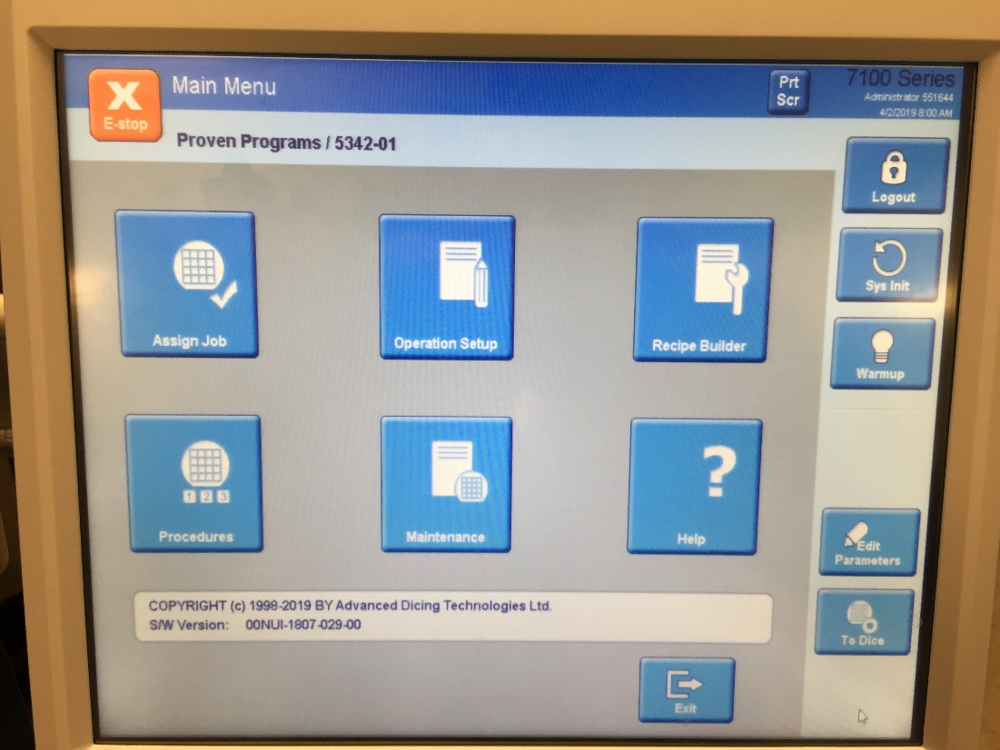 X
E-stop
Main Menu
Prt
Scr
7100 Series
Administrator 551644
4/2/2019 8:00 AM
Proven Programs / 5342-01
Logout
Sys Init
Warmup
Assign Job
Operation Setup
Recipe Builder
1 2 3
Procedures
Maintenance
?
Help
Edit
Parameters
To Dice
COPYRIGHT (c) 1998-2019 BY Advanced Dicing Technologies Ltd.
S/W Version: 00NUI-1807-029-00
Exit